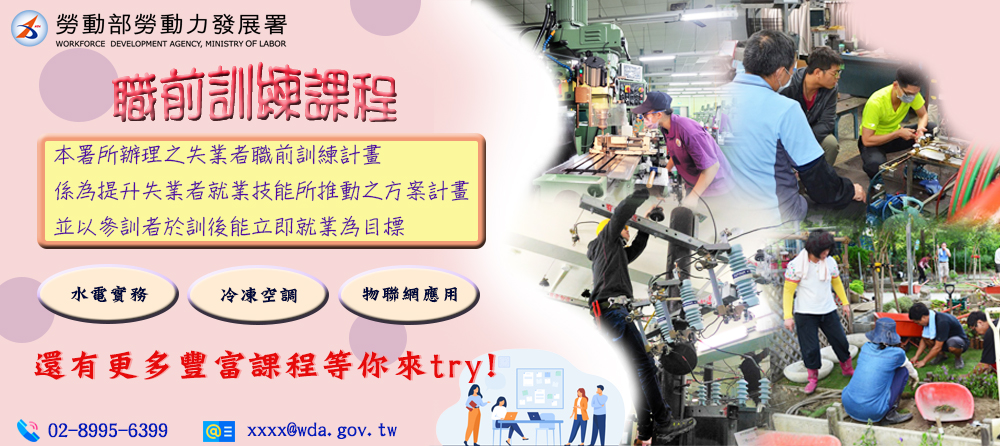 勞動部勞動力發展署
WORKFORCE DEVELOPMENT AGENCY, MINISTRY OF LABOR
職前訓練課程
本署所辦理之失業者職前訓練計畫
係為提升失業者就業技能所推動之方案計畫
並以參訓者於訓後能立即就業為目標
水電實務
冷凍空調
物聯網應用
還有更多豐富課程等你來try!
02-8995-6399
xxxx@wda.gov.tw